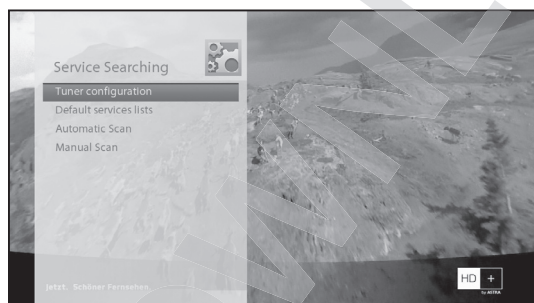 Service Searching
Tuner configuration
Default services lists
Automatic Scan
Manual Scan
Jetzt: Schöner Fernsehen.
HD +
by ASTRA